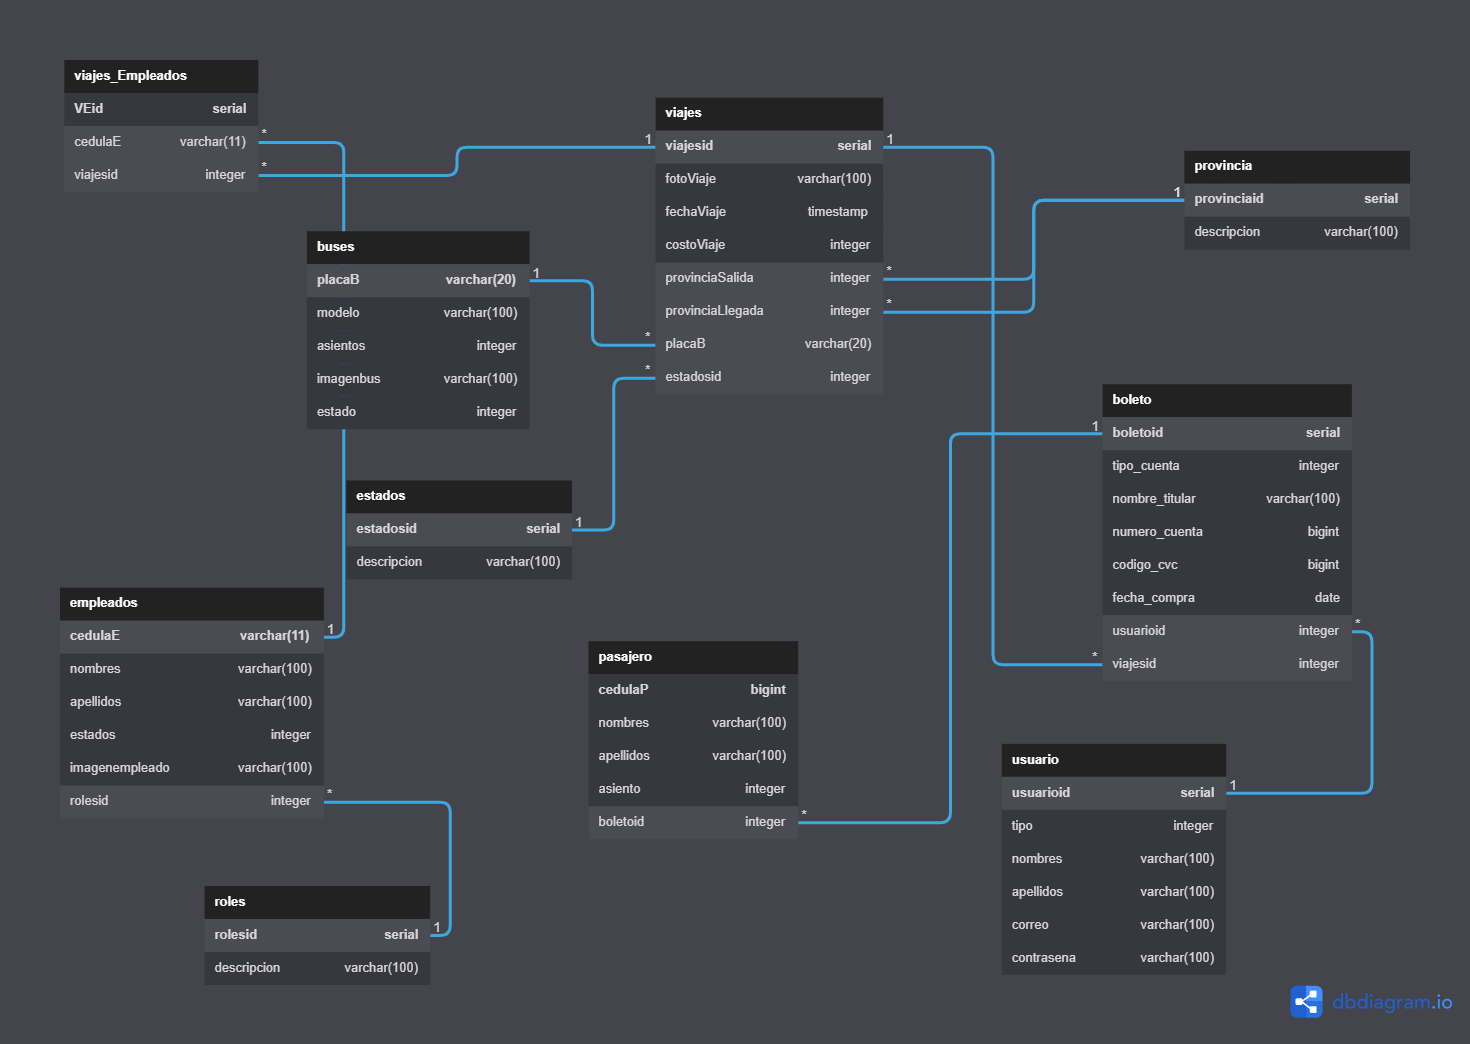 viajes_Empleados
VEid serial
cedulaE varchar(11) *
viajesid integer *
viajes
1 viajesid serial 1
fotoViaje varchar(100)
fechaViaje timestamp
costoViaje integer
provinciaSalida integer *
provinciaLlegada integer *
* placaB varchar(20)
* estadosid integer
provincia
1 provinciaid serial
descripcion varchar(100)
buses
placaB varchar(20) 1
modelo varchar(100)
asientos integer
imagenbus varchar(100)
estado integer
estados
estadosid serial 1
descripcion varchar(100)
boleto
1 boletoid serial
tipo_cuenta integer
nombre_titular varchar(100)
numero_cuenta bigint
codigo_cvc bigint
fecha_compra date
usuarioid integer *
* viajesid integer
empleados
cedulaE varchar(11) 1
nombres varchar(100)
apellidos varchar(100)
estados integer
imagenempleado varchar(100)
rolesid integer *
pasajero
cedulaP bigint
nombres varchar(100)
apellidos varchar(100)
asiento integer
boletoid integer *
usuario
usuarioid serial 1
tipo integer
nombres varchar(100)
apellidos varchar(100)
correo varchar(100)
contrasena varchar(100)
roles
rolesid serial 1
descripcion varchar(100)
dbdiagram.io